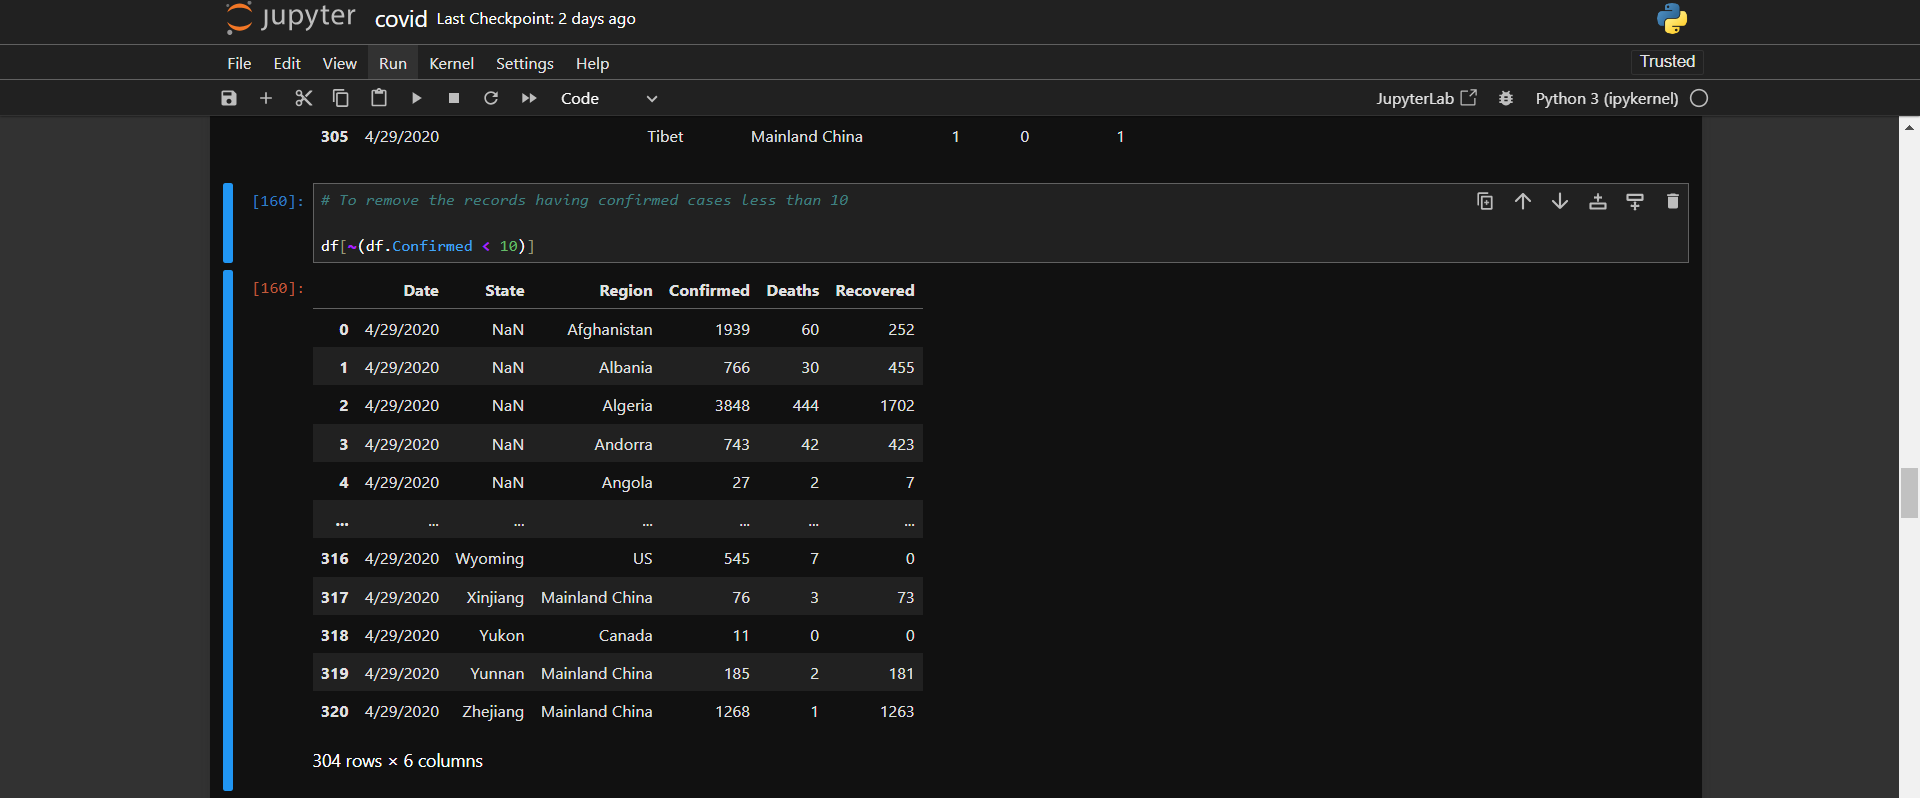 jupyter covid Last Checkpoint: 2 days ago
File Edit View Run Kernel Settings Help Trusted
Code JupyterLab Python 3 (ipykernel)
305 4/29/2020 Tibet Mainland China 1 0 1
[160]: # To remove the records having confirmed cases less than 10
df[~(df.Confirmed < 10)]
[160]: Date State Region Confirmed Deaths Recovered
0 4/29/2020 NaN Afghanistan 1939 60 252
1 4/29/2020 NaN Albania 766 30 455
2 4/29/2020 NaN Algeria 3848 444 1702
3 4/29/2020 NaN Andorra 743 42 423
4 4/29/2020 NaN Angola 27 2 7
... ... ... ... ... ... ...
316 4/29/2020 Wyoming US 545 7 0
317 4/29/2020 Xinjiang Mainland China 76 3 73
318 4/29/2020 Yukon Canada 11 0 0
319 4/29/2020 Yunnan Mainland China 185 2 181
320 4/29/2020 Zhejiang Mainland China 1268 1 1263
304 rows × 6 columns